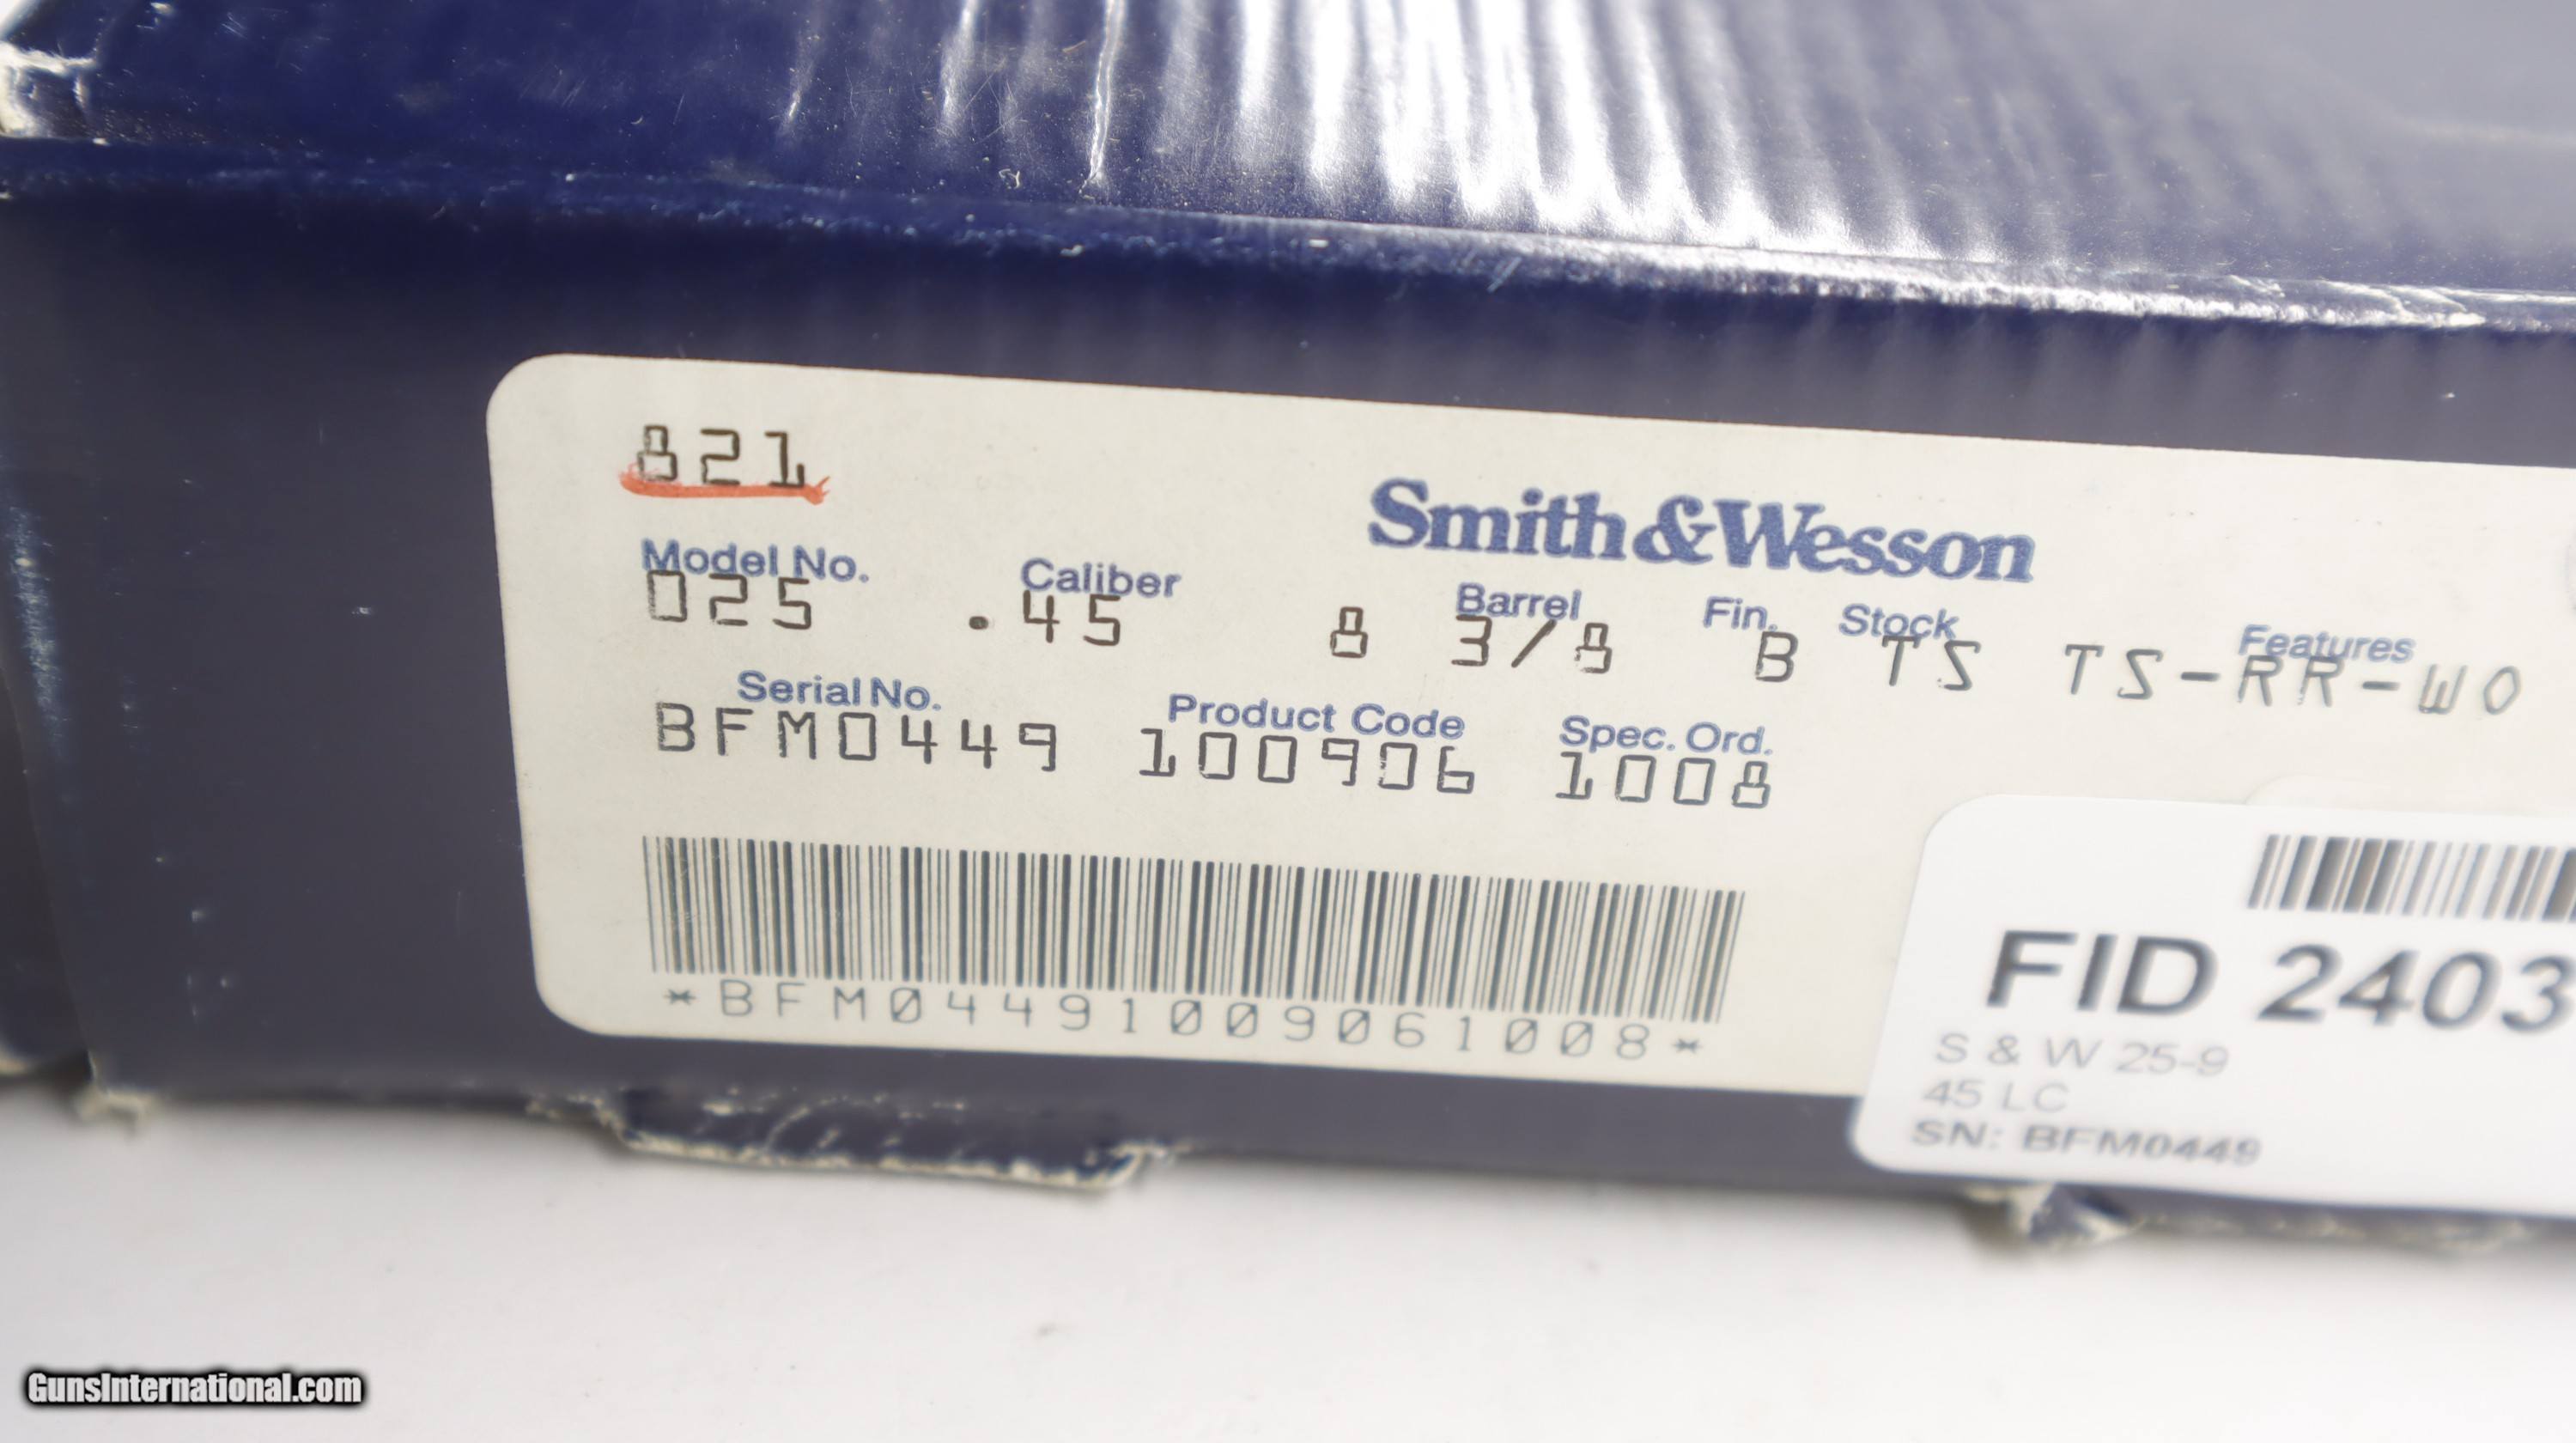 821
Smith & Wesson
Model No. Caliber Barrel Fin. Stock Features
025 .45 8 3/8 B TS TS-RR-WO
Serial No. Product Code Spec. Ord.
BFM0449 100906 1008
*BFM04491009061008*
FID 2403
S & W 25-9
45 LC
SN: BFM0449
GunsInternational.com